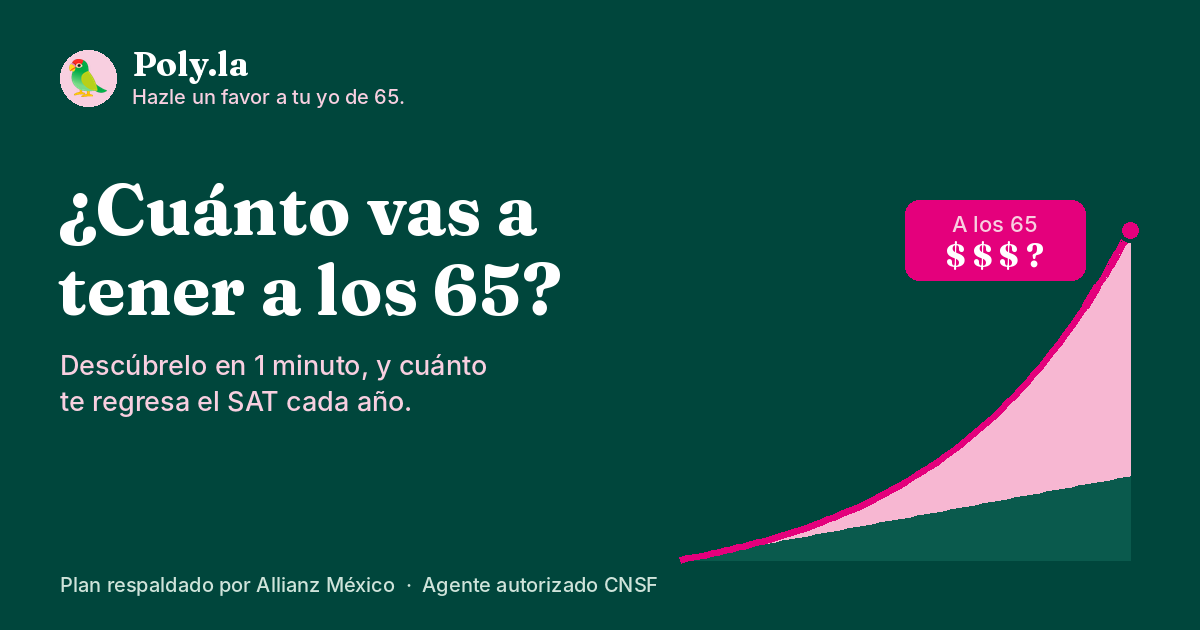 Poly.la
Hazle un favor a tu yo de 65.
¿Cuánto vas a
tener a los 65?
Descúbrelo en 1 minuto, y cuánto
te regresa el SAT cada año.
A los 65
$$$?
Plan respaldado por Allianz México · Agente autorizado CNSF